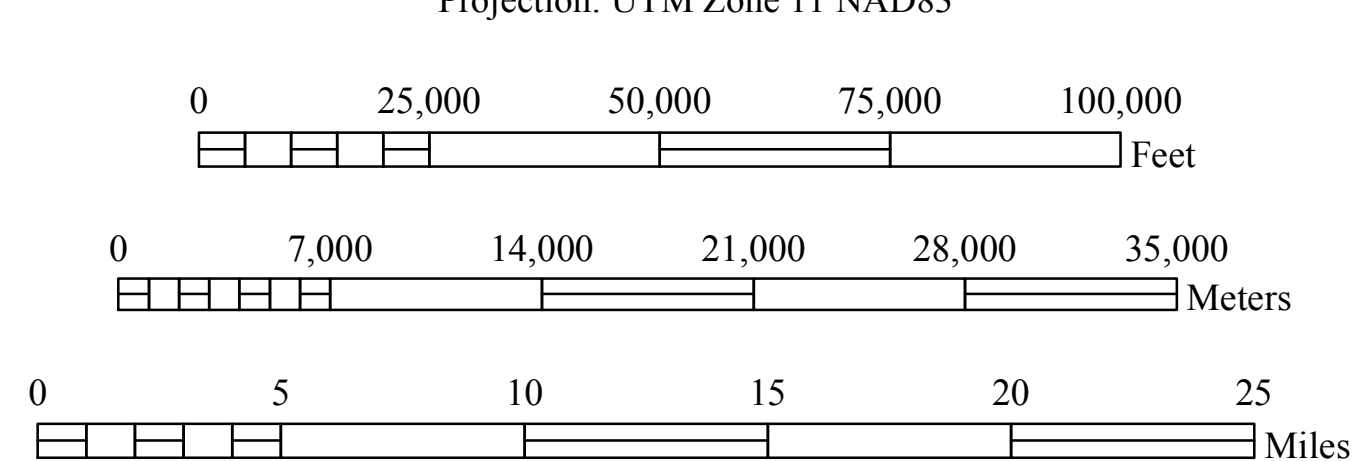 Projection: UTM Zone 11 NAD83
0 25,000 50,000 75,000 100,000
Feet
0 7,000 14,000 21,000 28,000 35,000
Meters
0 5 10 15 20 25
Miles